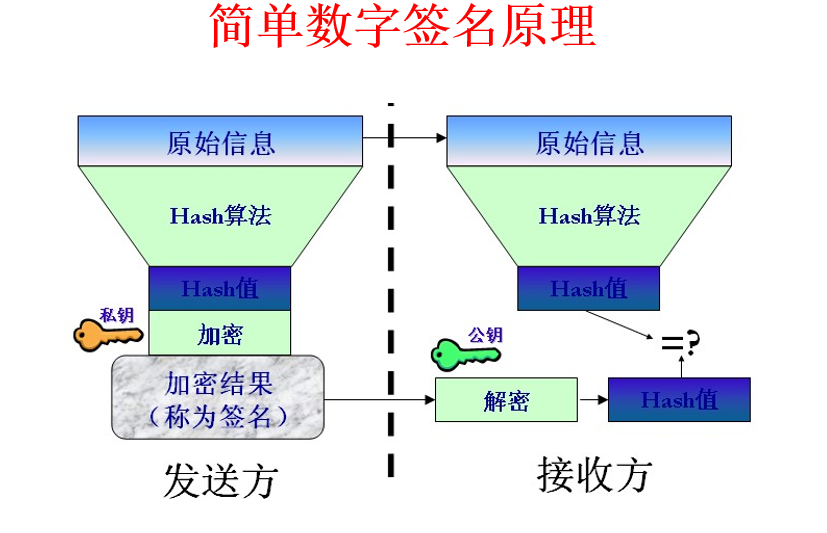 简单数字签名原理
原始信息
Hash算法
Hash值
私钥
加密
加密结果
（称为签名）
发送方
原始信息
Hash算法
Hash值
=?
公钥
解密
Hash值
接收方